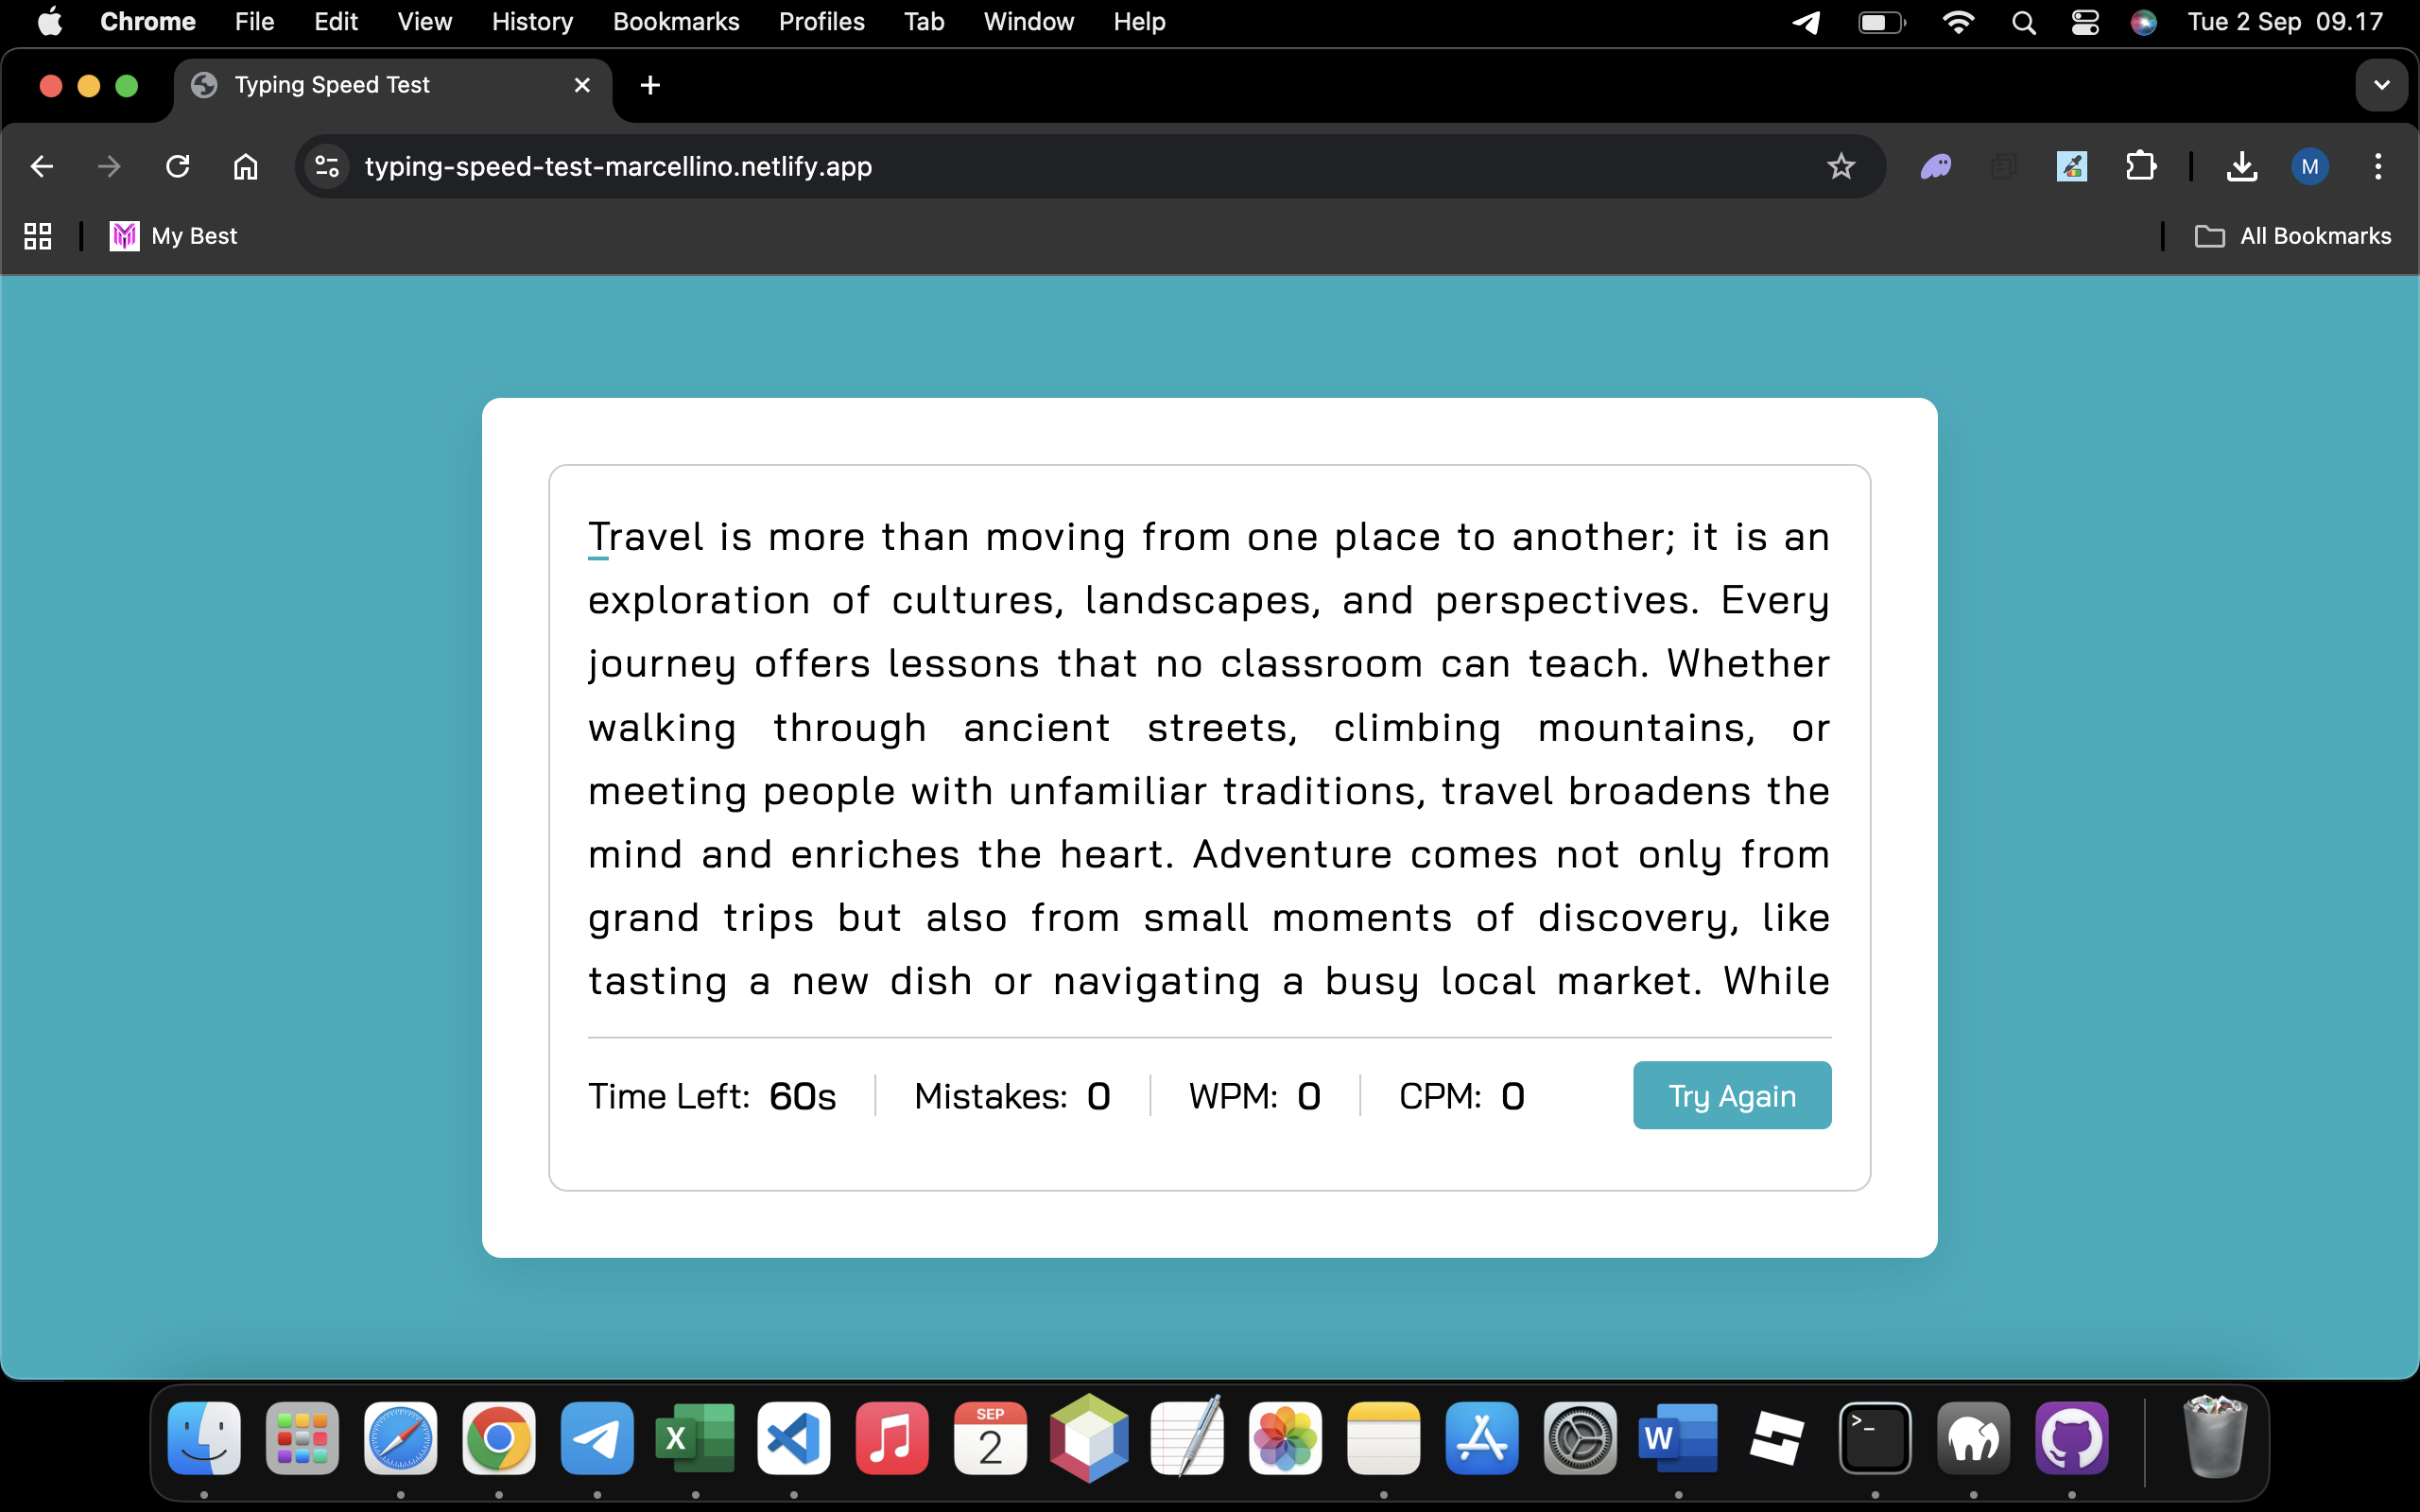 Chrome File Edit View History Bookmarks Profiles Tab Window Help Tue 2 Sep 09.17
Typing Speed Test
typing-speed-test-marcellino.netlify.app M
My Best All Bookmarks
Travel is more than moving from one place to another; it is an
exploration of cultures, landscapes, and perspectives. Every
journey offers lessons that no classroom can teach. Whether
walking through ancient streets, climbing mountains, or
meeting people with unfamiliar traditions, travel broadens the
mind and enriches the heart. Adventure comes not only from
grand trips but also from small moments of discovery, like
tasting a new dish or navigating a busy local market. While
Time Left: 60s Mistakes: 0 WPM: 0 CPM: 0 Try Again
SEP
2
X
W
>_